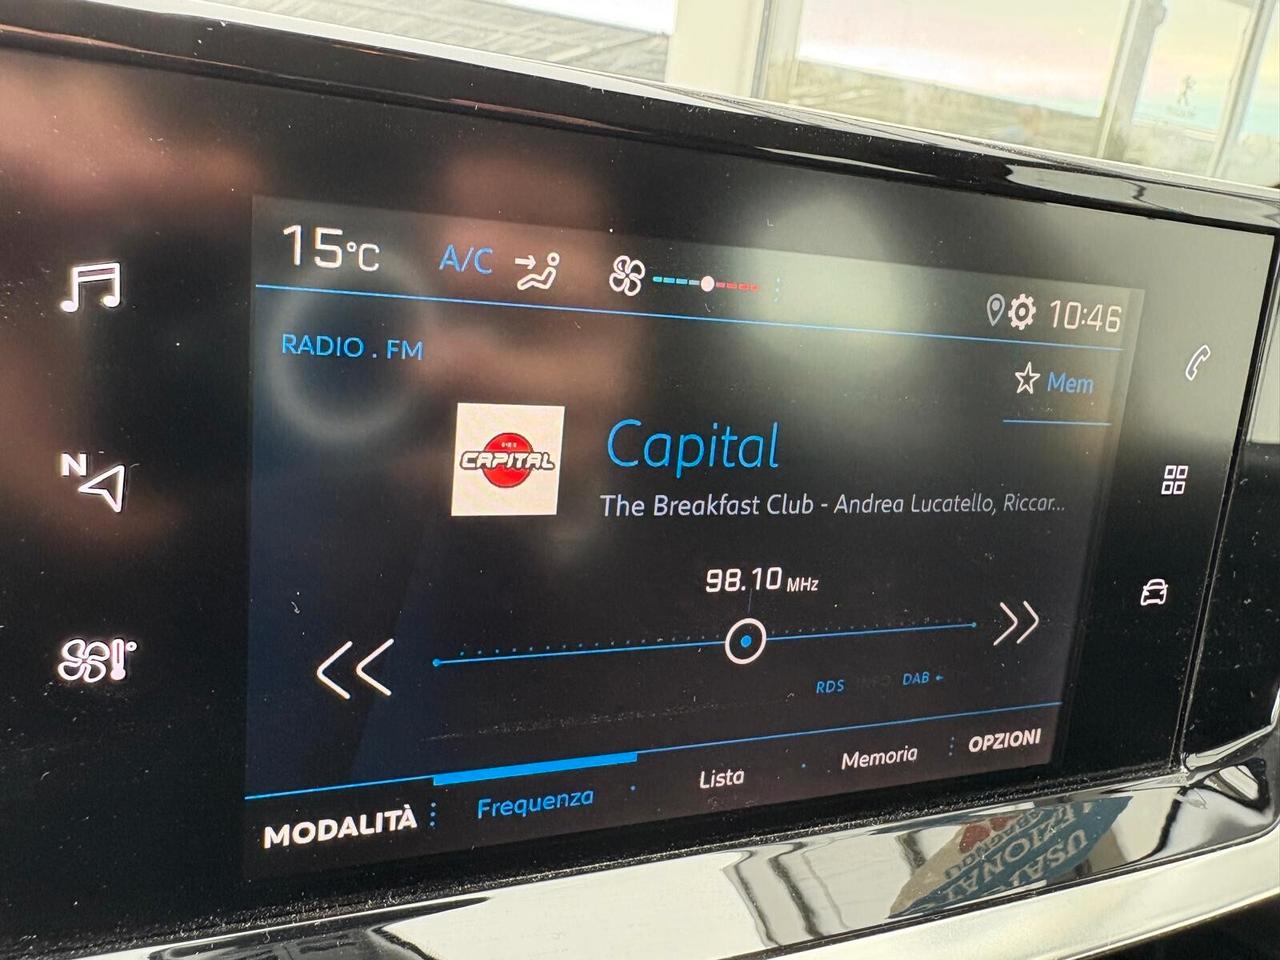 15°C A/C 10:46
RADIO . FM
Mem
CAPITAL
Capital
The Breakfast Club - Andrea Lucatello, Riccar...
98.10 MHz
N
RDS INFO DAB
MODALITÀ Frequenza Lista Memoria OPZIONI